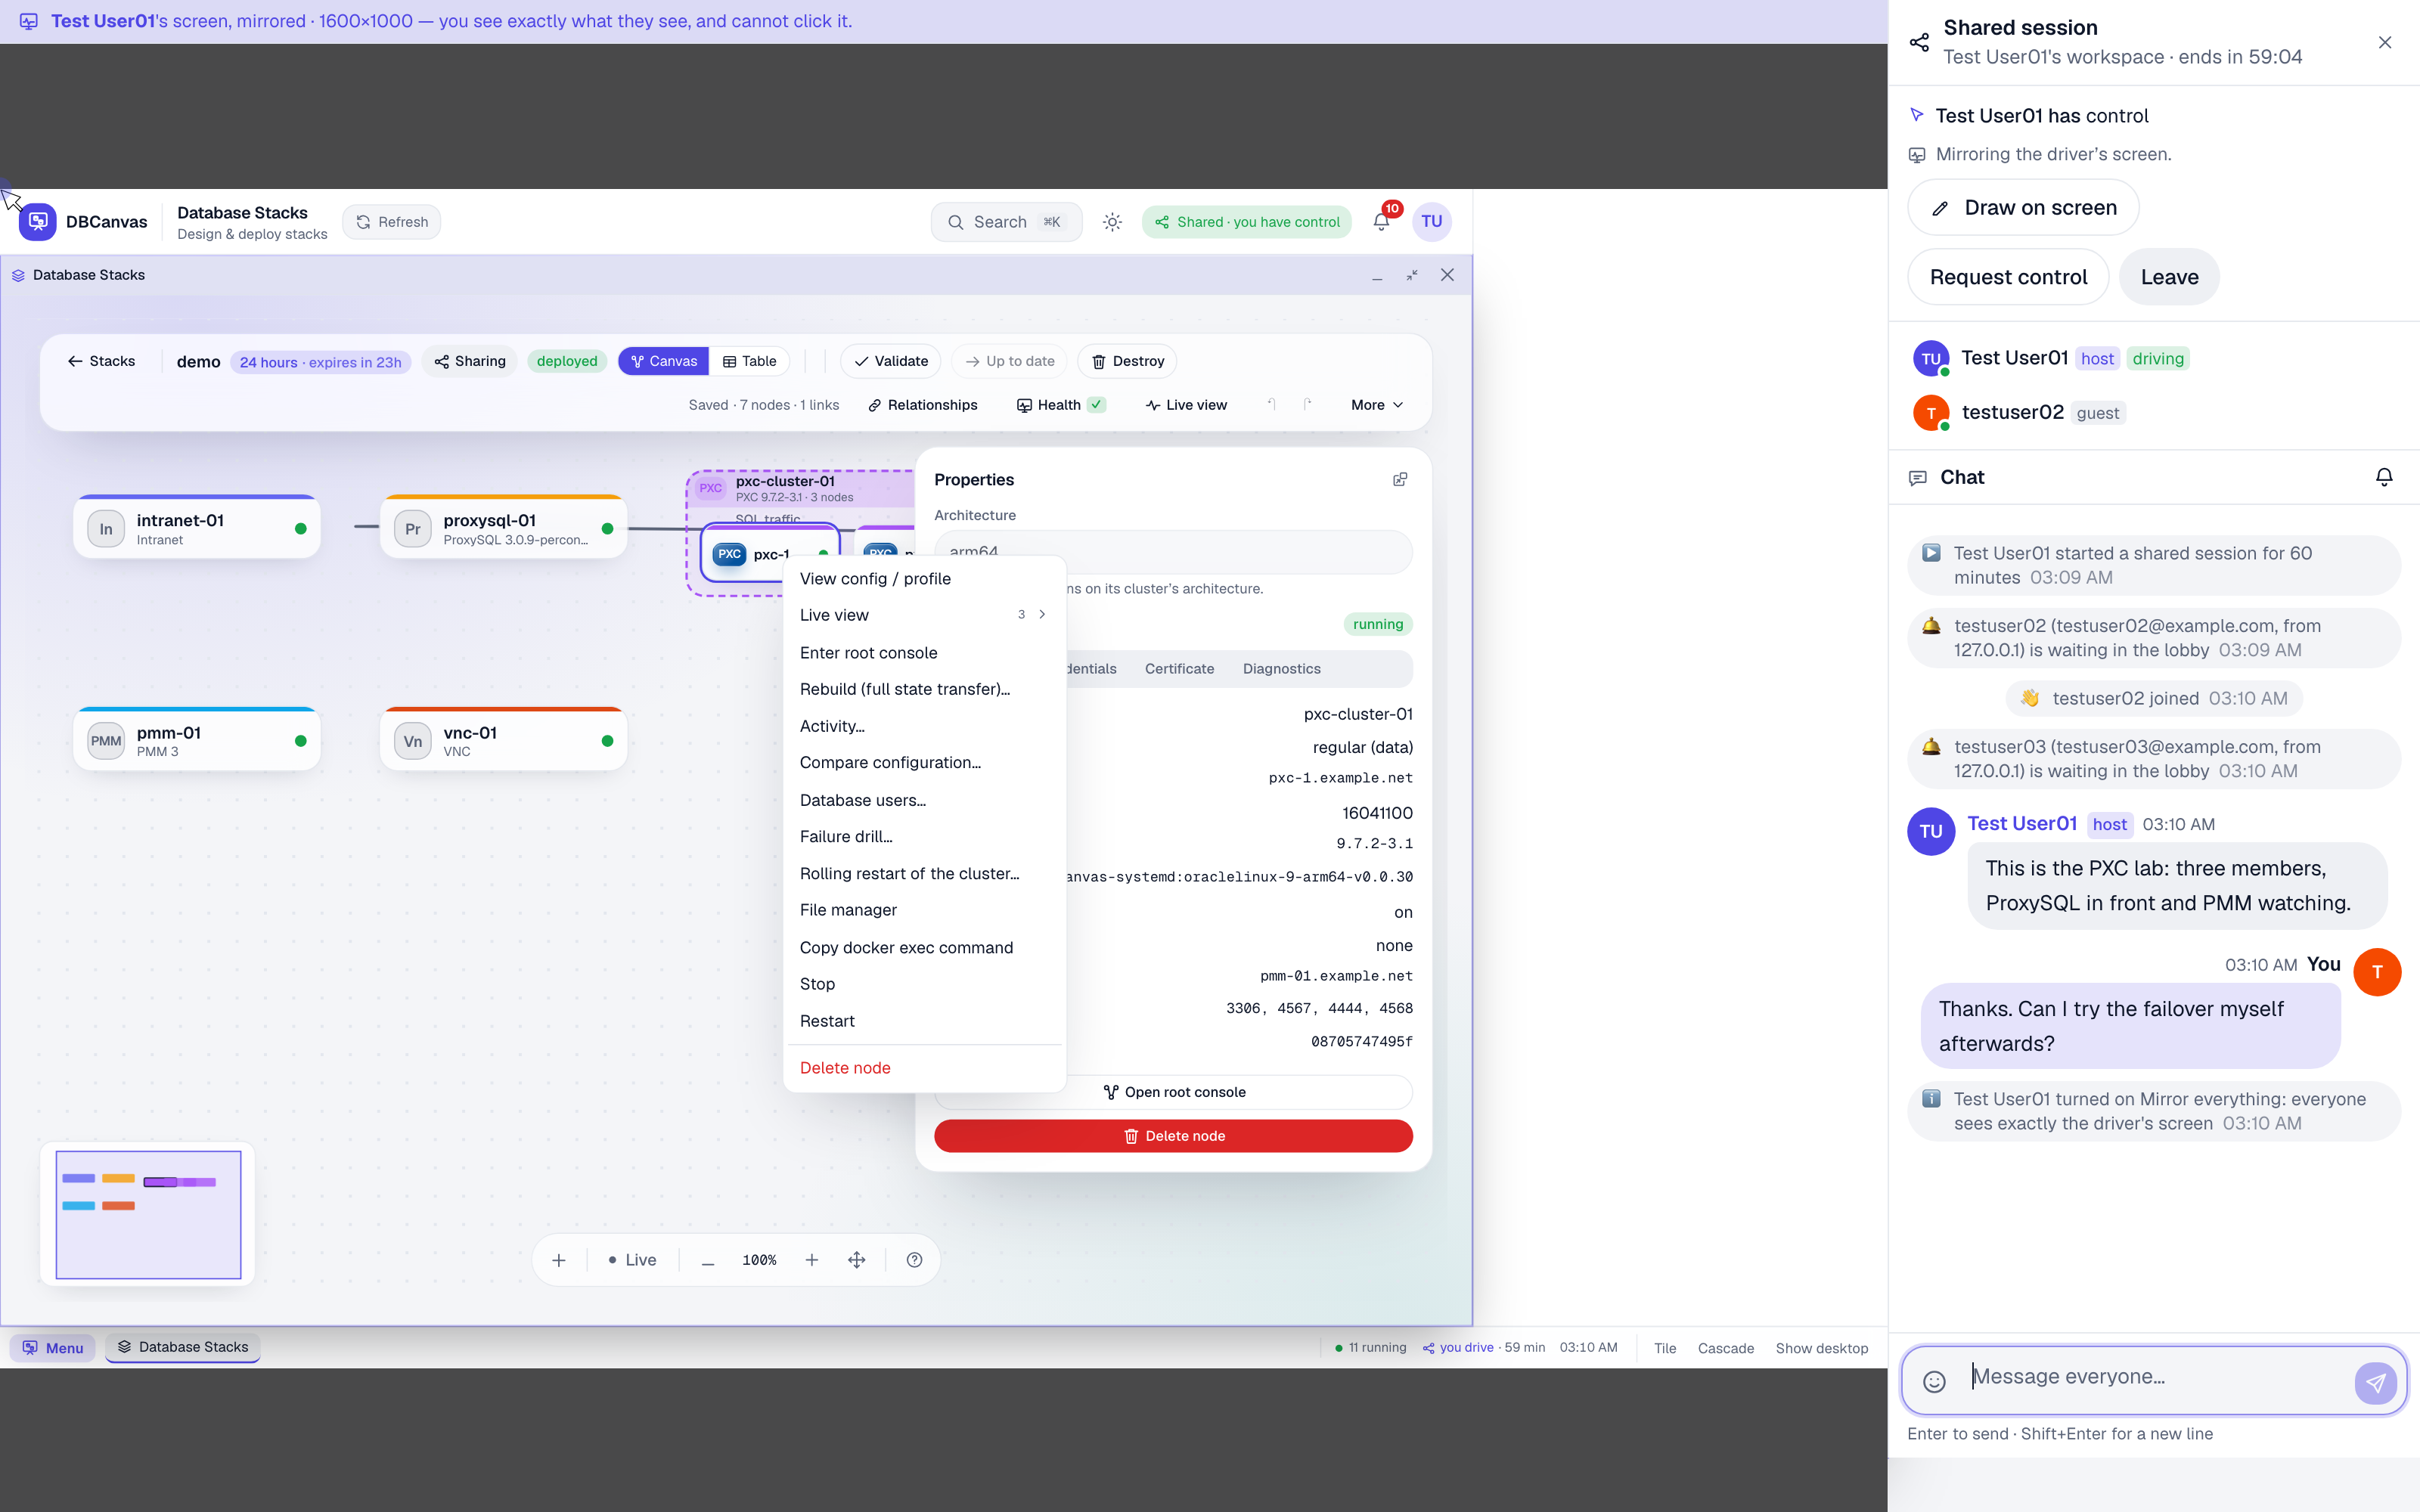 Test User01's screen, mirrored · 1600×1000 — you see exactly what they see, and cannot click it.
DBCanvas
Database Stacks
Design & deploy stacks
Refresh
Search ⌘K
Shared · you have control
10
TU
Database Stacks
Stacks
demo
24 hours · expires in 23h
Sharing
deployed
Canvas
Table
Validate
Up to date
Destroy
Saved · 7 nodes · 1 links
Relationships
Health
Live view
More
In
intranet-01
Intranet
Pr
proxysql-01
ProxySQL 3.0.9-percon...
PXC
pxc-cluster-01
PXC 9.7.2-3.1 · 3 nodes
SQL traffic
PXC
pxc-1
PXC
PMM
pmm-01
PMM 3
Vn
vnc-01
VNC
View config / profile
Live view 3
Enter root console
Rebuild (full state transfer)...
Activity...
Compare configuration...
Database users...
Failure drill...
Rolling restart of the cluster...
File manager
Copy docker exec command
Stop
Restart
Delete node
Properties
Architecture
arm64
ns on its cluster's architecture.
running
dentials
Certificate
Diagnostics
pxc-cluster-01
regular (data)
pxc-1.example.net
16041100
9.7.2-3.1
anvas-systemd:oraclelinux-9-arm64-v0.0.30
on
none
pmm-01.example.net
3306, 4567, 4444, 4568
08705747495f
Open root console
Delete node
Live
100%
Menu
Database Stacks
11 running
you drive · 59 min
03:10 AM
Tile
Cascade
Show desktop
Shared session
Test User01's workspace · ends in 59:04
Test User01 has control
Mirroring the driver's screen.
Draw on screen
Request control
Leave
TU
Test User01 host driving
T
testuser02 guest
Chat
Test User01 started a shared session for 60
minutes 03:09 AM
testuser02 (testuser02@example.com, from
127.0.0.1) is waiting in the lobby 03:09 AM
testuser02 joined 03:10 AM
testuser03 (testuser03@example.com, from
127.0.0.1) is waiting in the lobby 03:10 AM
TU
Test User01 host 03:10 AM
This is the PXC lab: three members,
ProxySQL in front and PMM watching.
03:10 AM You
T
Thanks. Can I try the failover myself
afterwards?
Test User01 turned on Mirror everything: everyone
sees exactly the driver's screen 03:10 AM
Message everyone...
Enter to send · Shift+Enter for a new line